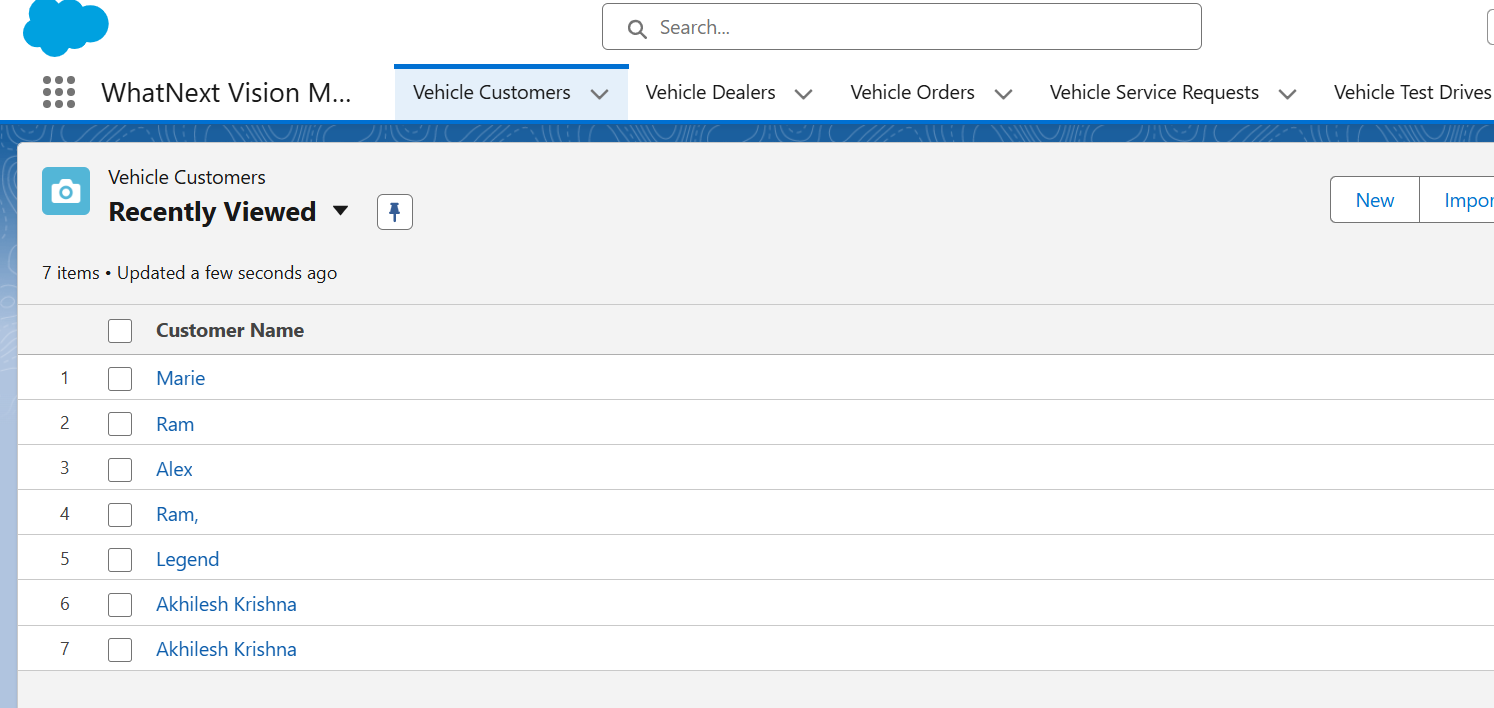 Search...
WhatNext Vision M...
Vehicle Customers
Vehicle Dealers
Vehicle Orders
Vehicle Service Requests
Vehicle Test Drives
Vehicle Customers
Recently Viewed
New
Impor
7 items • Updated a few seconds ago
Customer Name
1 Marie
2 Ram
3 Alex
4 Ram,
5 Legend
6 Akhilesh Krishna
7 Akhilesh Krishna